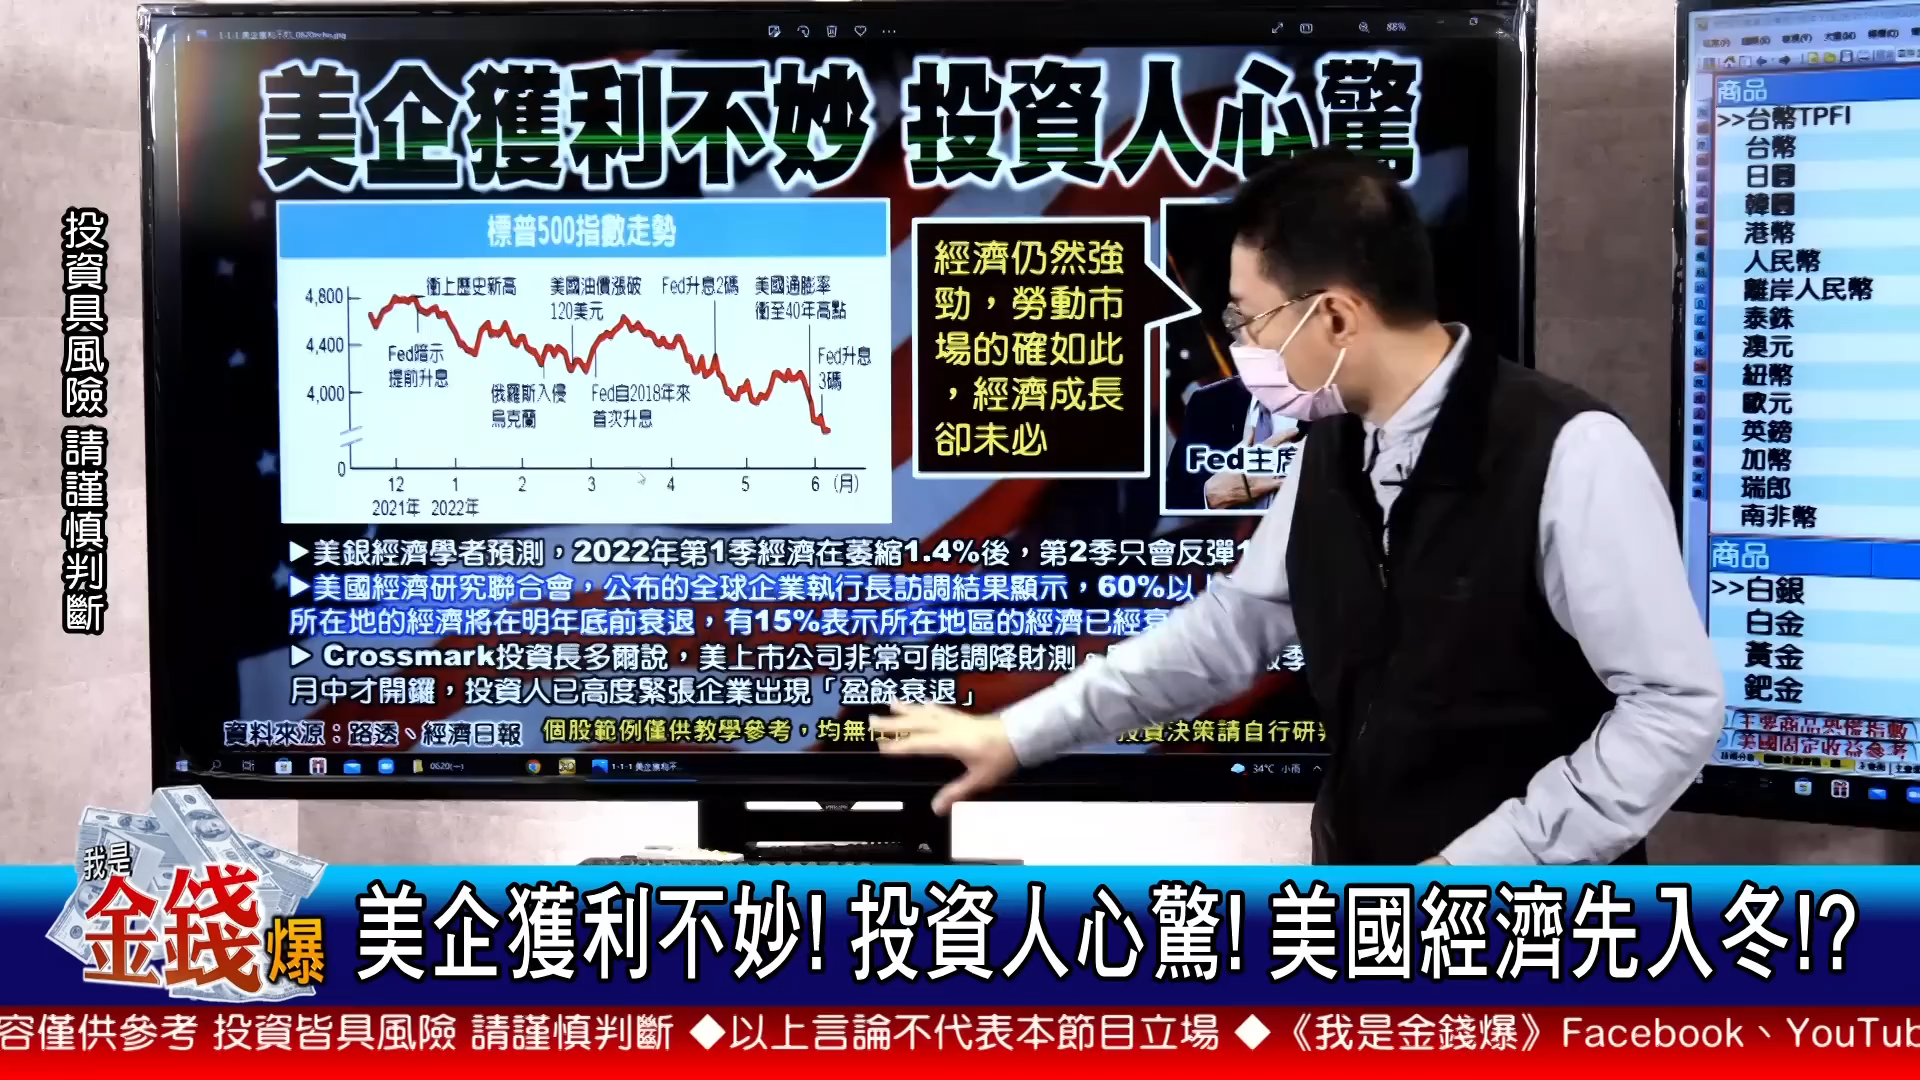 美企獲利不妙 投資人心驚
投資具風險 請謹慎判斷
標普500指數走勢
4,800
4,400
4,000
0
衝上歷史新高
Fed暗示
提前升息
美國油價漲破
120美元
俄羅斯入侵
烏克蘭
Fed自2018年來
首次升息
Fed升息2碼
美國通膨率
衝至40年高點
Fed升息
3碼
12 1 2 3 4 5 6 (月)
2021年 2022年
經濟仍然強
勁，勞動市
場的確如此
，經濟成長
卻未必
Fed主席
▶美銀經濟學者預測，2022年第1季經濟在萎縮1.4%後，第2季只會反彈1
▶美國經濟研究聯合會，公布的全球企業執行長訪調結果顯示，60%以上
所在地的經濟將在明年底前衰退，有15%表示所在地區的經濟已經衰
▶ Crossmark投資長多爾說，美上市公司非常可能調降財測。
月中才開鑼，投資人已高度緊張企業出現「盈餘衰退」
資料來源：路透、經濟日報
個股範例僅供教學參考，均無任 投資決策請自行研判
88%
0620(一)
34°C 小雨
商品
>>台幣TPFI
台幣
日圓
韓圓
港幣
人民幣
離岸人民幣
泰銖
澳元
紐幣
歐元
英鎊
加幣
瑞郎
南非幣
商品
>>白銀
白金
黃金
鈀金
我是
金錢爆
美企獲利不妙! 投資人心驚! 美國經濟先入冬!?
容僅供參考 投資皆具風險 請謹慎判斷 ◆以上言論不代表本節目立場 ◆《我是金錢爆》Facebook、YouTub